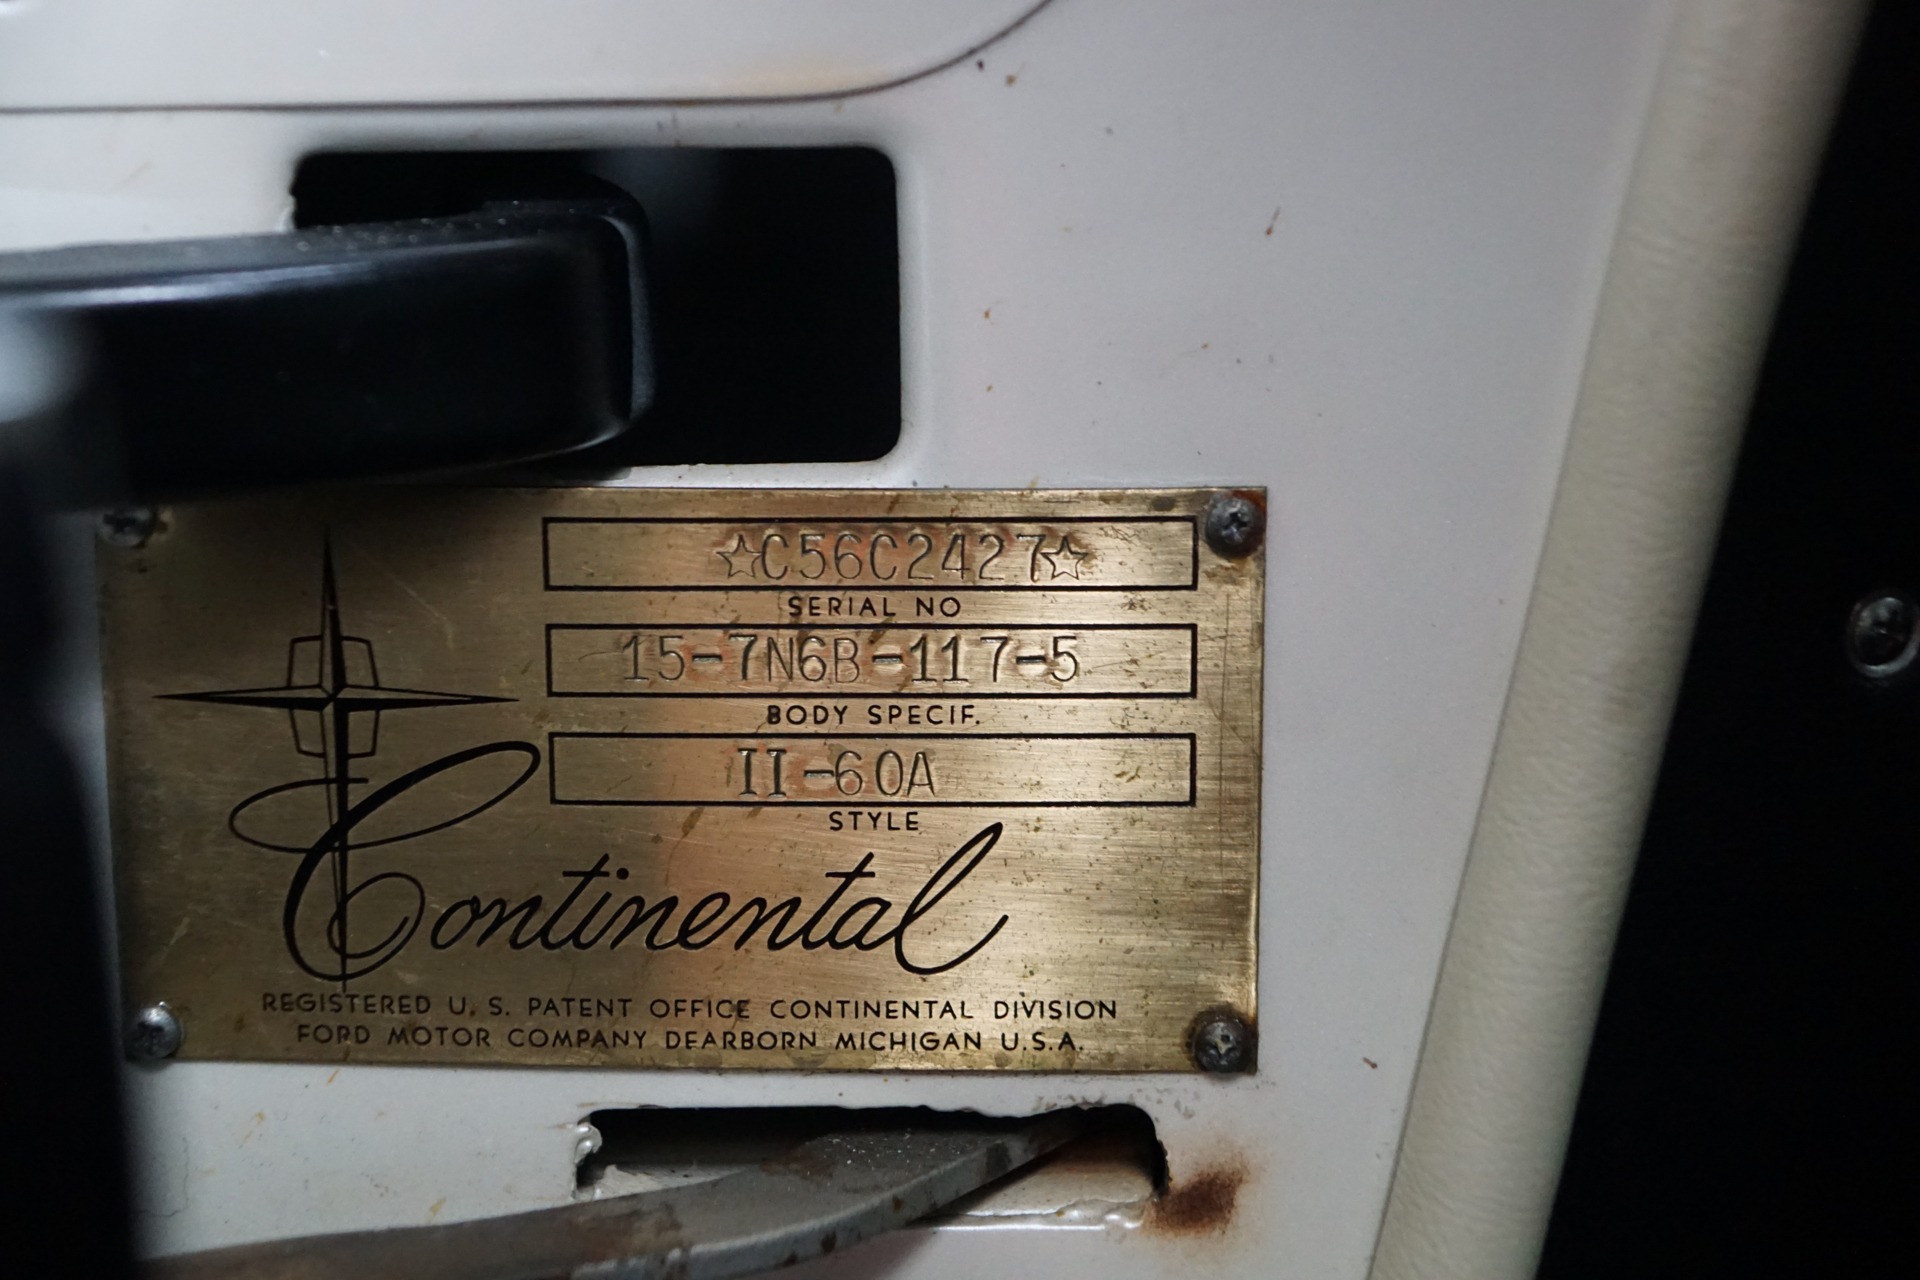 ☆C56C2427☆
SERIAL NO
15-7N6B-117-5
BODY SPECIF.
II-60A
STYLE
Continental
REGISTERED U. S. PATENT OFFICE CONTINENTAL DIVISION
FORD MOTOR COMPANY DEARBORN MICHIGAN U.S.A.